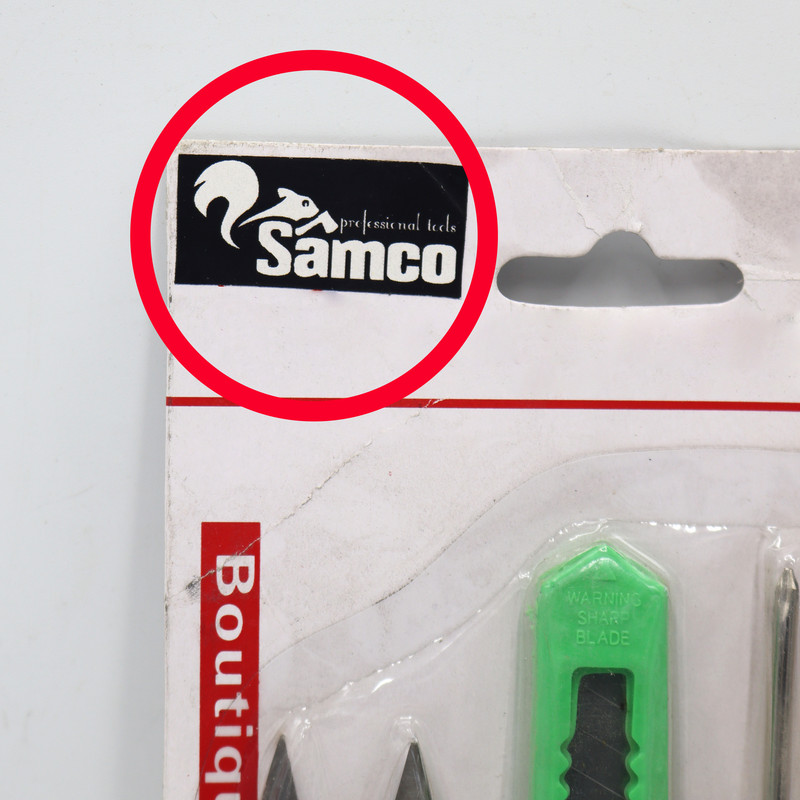 professional tools
Samco
WARNING
SHARP
BLADE
Boutiq